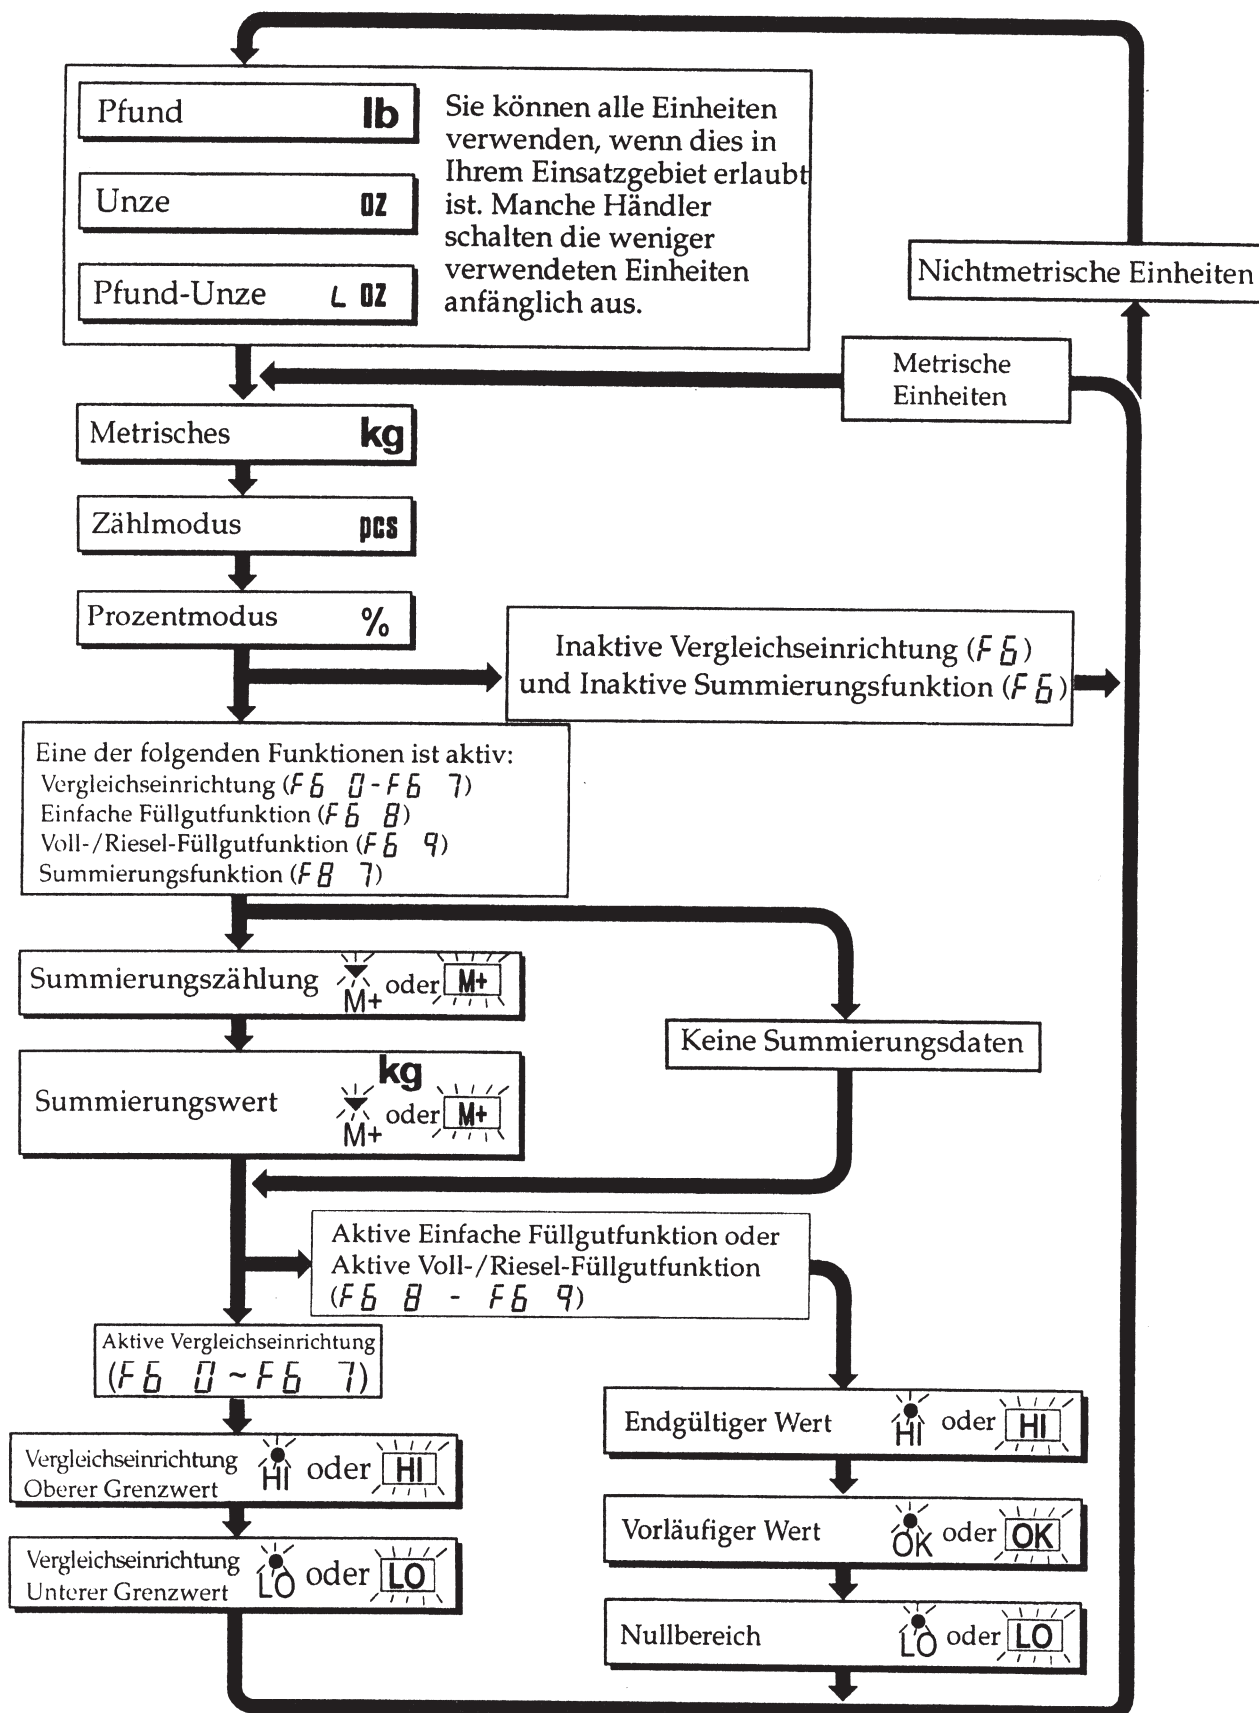 Pfund lb
Unze oz
Pfund-Unze L oz
Sie können alle Einheiten
verwenden, wenn dies in
Ihrem Einsatzgebiet erlaubt
ist. Manche Händler
schalten die weniger
verwendeten Einheiten
anfänglich aus.
Nichtmetrische Einheiten
Metrische
Einheiten
Metrisches kg
Zählmodus pcs
Prozentmodus %
Inaktive Vergleichseinrichtung (F6)
und Inaktive Summierungsfunktion (F6)
Eine der folgenden Funktionen ist aktiv:
Vergleichseinrichtung (F6 0-F6 7)
Einfache Füllgutfunktion (F6 8)
Voll-/Riesel-Füllgutfunktion (F6 9)
Summierungsfunktion (F8 7)
Summierungszählung M+ oder M+
Keine Summierungsdaten
kg
Summierungswert M+ oder M+
Aktive Einfache Füllgutfunktion oder
Aktive Voll-/Riesel-Füllgutfunktion
(F6 8 - F6 9)
Aktive Vergleichseinrichtung
(F6 0 ~ F6 7)
Vergleichseinrichtung
Oberer Grenzwert HI oder HI
Vergleichseinrichtung
Unterer Grenzwert LO oder LO
Endgültiger Wert HI oder HI
Vorläufiger Wert OK oder OK
Nullbereich LO oder LO